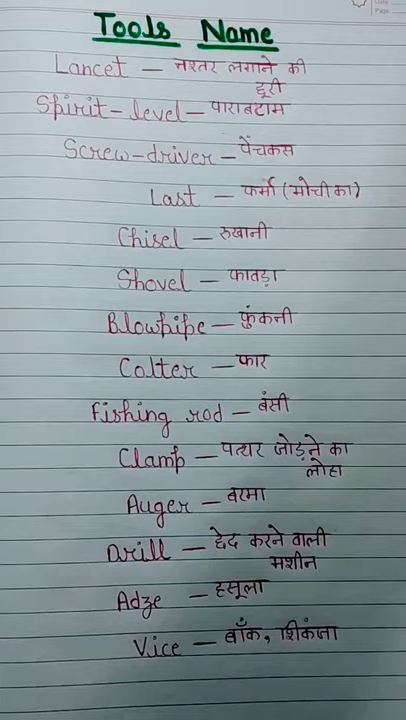 Tools Name
Lancet — नश्तर लगाने की
छूरी
Spirit-level — पाराबटाम
Screw-driver — पेंचकस
Last — फर्मा (मोची का)
Chisel — रुखानी
Shovel — फावड़ा
Blowpipe — फुंकनी
Colter — फार
Fishing rod — बंसी
Clamp — पत्थर जोड़ने का
लोहा
Auger — बरमा
Drill — छेद करने वाली
मशीन
Adze — हसूला
Vice — बाँक, शिकंजा